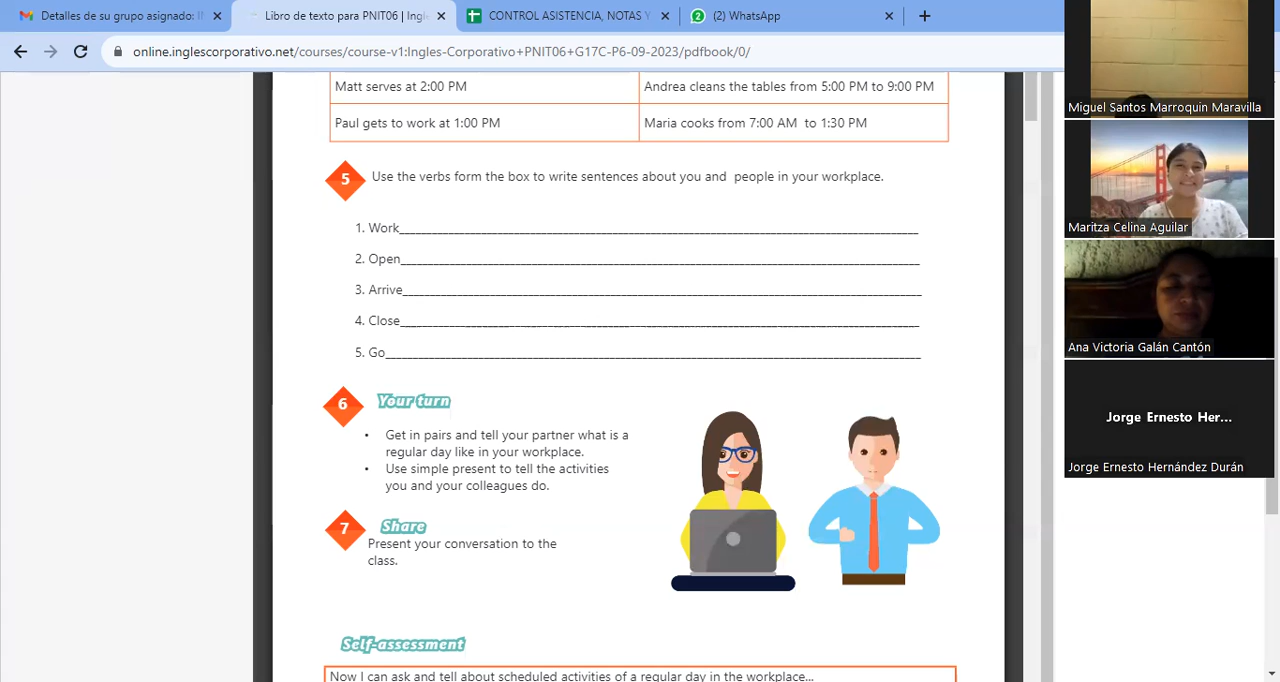 Detalles de su grupo asignado: I
Libro de texto para PNIT06 | Ingl
CONTROL ASISTENCIA, NOTAS Y
2
(2) WhatsApp
online.inglescorporativo.net/courses/course-v1:Ingles-Corporativo+PNIT06+G17C-P6-09-2023/pdfbook/0/
serves at 2:00 PM
Andrea cleans the tables from 5:00 PM to 9:00 PM
Paul come to work at 1:00 PM
Maria cooks from 7:00 AM to 1:30 PM
5
Use the verbs form the box to write sentences about you and people in your workplace.
1. Work
2. Open
3. Arrive
4. Close
5. Go
6
Your turn
• Get in pairs and tell your partner what is a
regular day like in your workplace.
• Use simple present to tell the activities
you and your colleagues do.
7
Share
Present your conversation to the
class.
Self-assessment
Now I can ask and tell about scheduled activities of a regular day in the workplace...
Miguel Santos Marroquin Maravilla
Maritza Celina Aguilar
Ana Victoria Galán Cantón
Jorge Ernesto Her...
Jorge Ernesto Hernández Durán